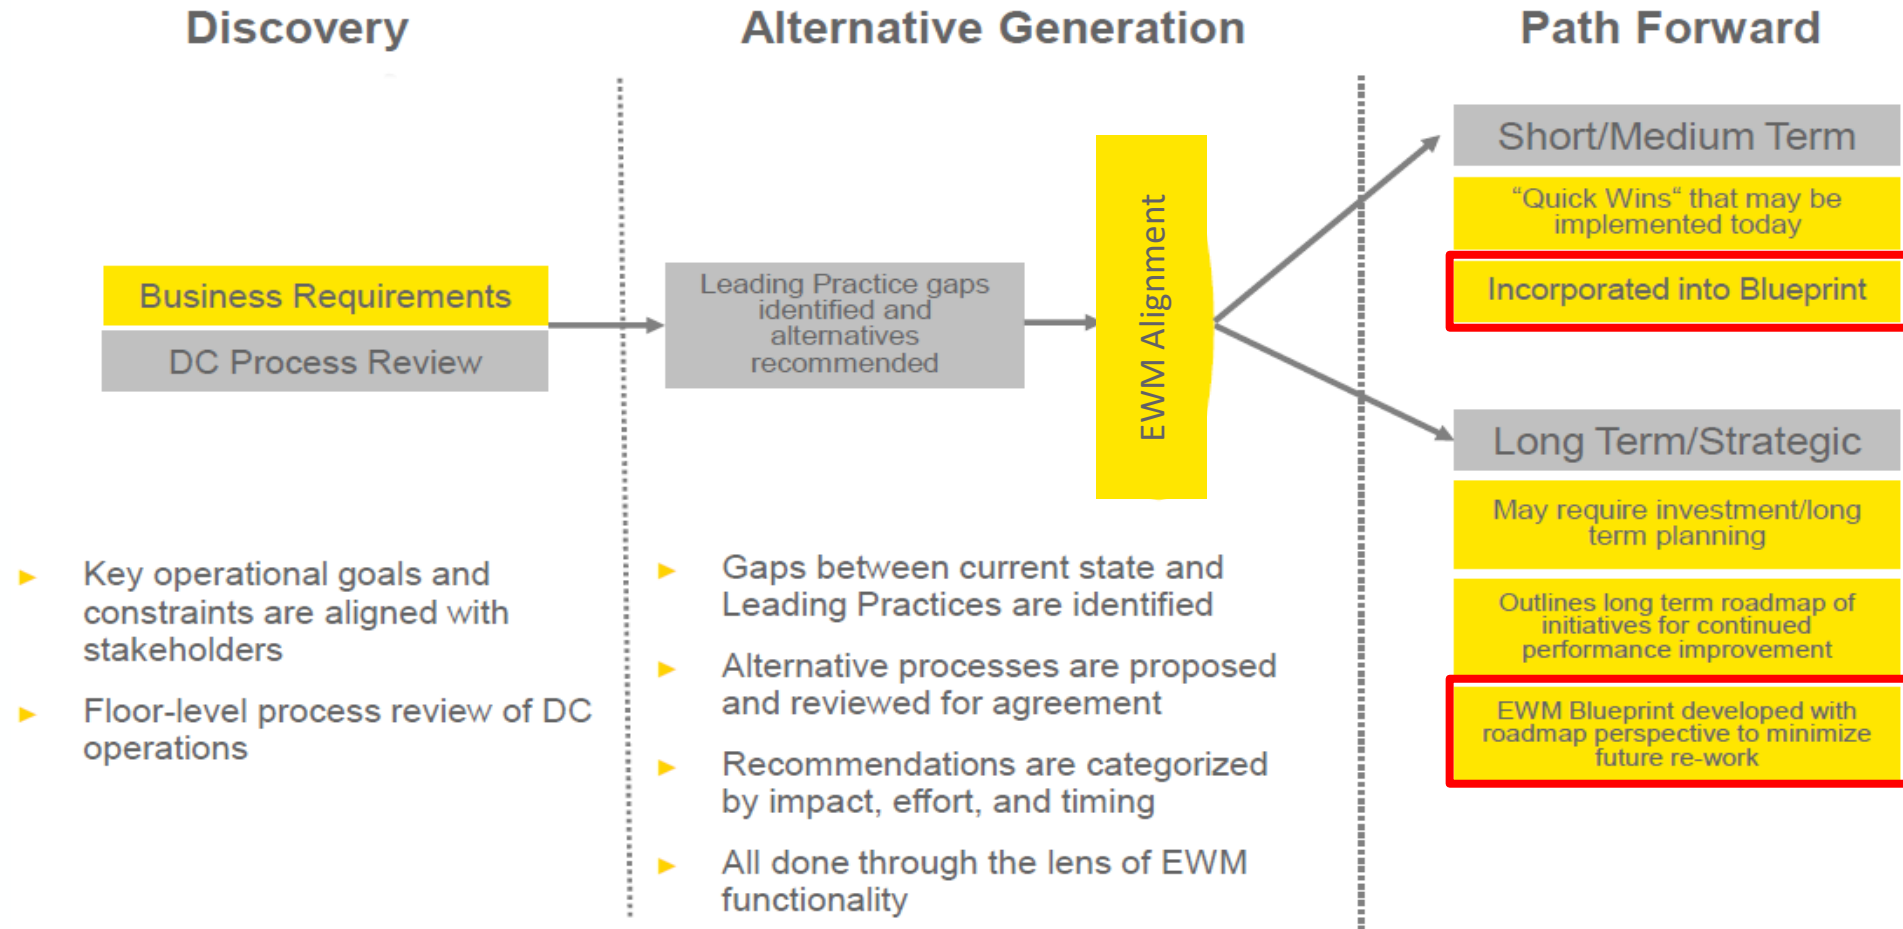 Discovery
Alternative Generation
Path Forward
Business Requirements
DC Process Review
Leading Practice gaps
identified and
alternatives
recommended
EWM Alignment
Short/Medium Term
“Quick Wins“ that may be
implemented today
Incorporated into Blueprint
Long Term/Strategic
May require investment/long
term planning
Outlines long term roadmap of
initiatives for continued
performance improvement
EWM Blueprint developed with
roadmap perspective to minimize
future re-work
► Key operational goals and
constraints are aligned with
stakeholders
► Floor-level process review of DC
operations
► Gaps between current state and
Leading Practices are identified
► Alternative processes are proposed
and reviewed for agreement
► Recommendations are categorized
by impact, effort, and timing
► All done through the lens of EWM
functionality